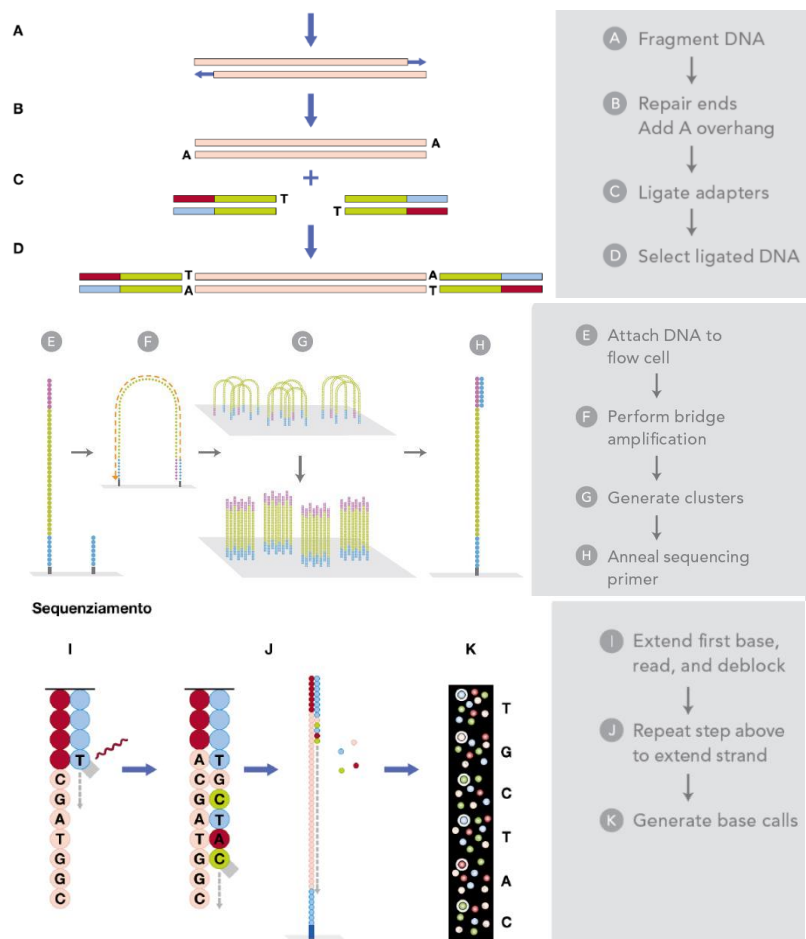 A
B
A
A
C
+
T
T
D
T
A
A
T
A Fragment DNA
B Repair ends
Add A overhang
C Ligate adapters
D Select ligated DNA
E
F
G
H
E Attach DNA to
flow cell
F Perform bridge
amplification
G Generate clusters
H Anneal sequencing
primer
Sequenziamento
I
J
K
T
C
G
A
T
G
G
C
A T
C G
G C
A T
T A
G C
G
C
T
G
C
T
A
C
I Extend first base,
read, and deblock
J Repeat step above
to extend strand
K Generate base calls